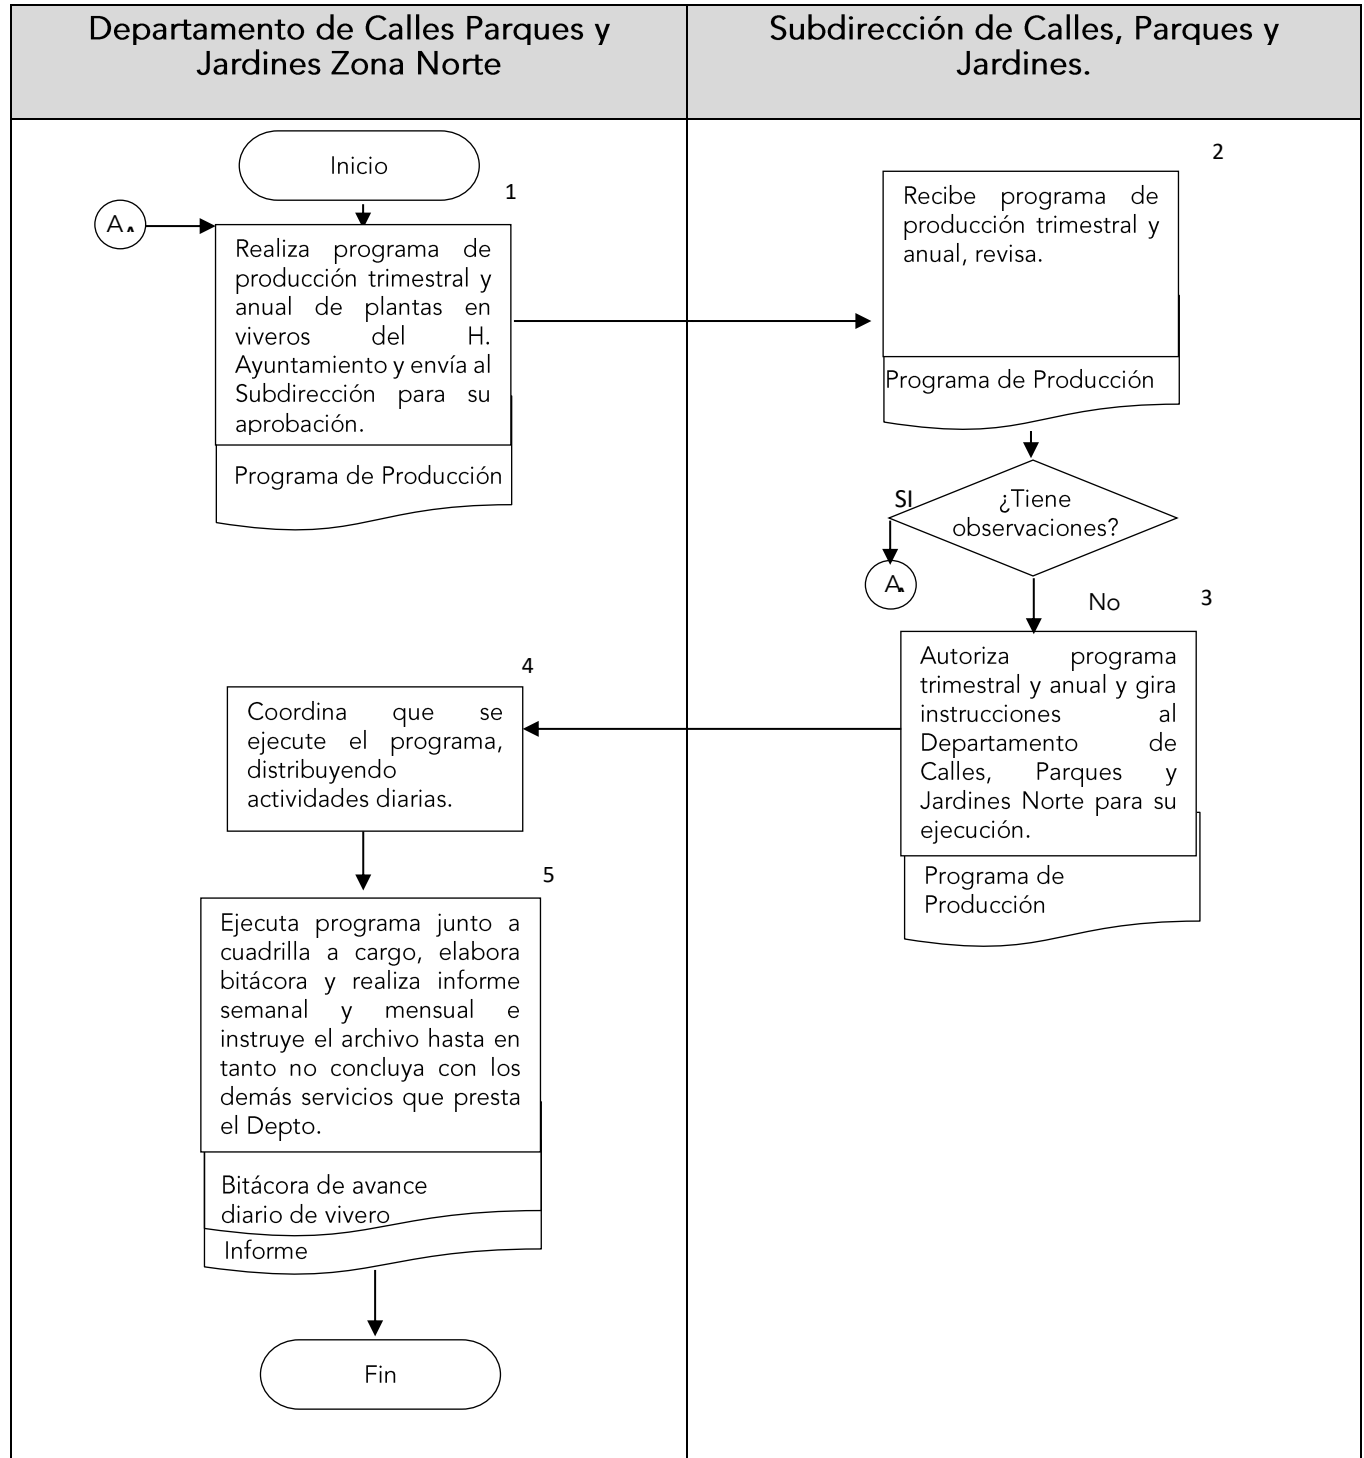 Departamento de Calles Parques y
Jardines Zona Norte
Subdirección de Calles, Parques y
Jardines.
Inicio
1
A
Realiza programa de
producción trimestral y
anual de plantas en
viveros del H.
Ayuntamiento y envía al
Subdirección para su
aprobación.
Programa de Producción
2
Recibe programa de
producción trimestral y
anual, revisa.
Programa de Producción
¿Tiene
observaciones?
SI
A
No
3
Autoriza programa
trimestral y anual y gira
instrucciones al
Departamento de
Calles, Parques y
Jardines Norte para su
ejecución.
Programa de
Producción
4
Coordina que se
ejecute el programa,
distribuyendo
actividades diarias.
5
Ejecuta programa junto a
cuadrilla a cargo, elabora
bitácora y realiza informe
semanal y mensual e
instruye el archivo hasta en
tanto no concluya con los
demás servicios que presta
el Depto.
Bitácora de avance
diario de vivero
Informe
Fin